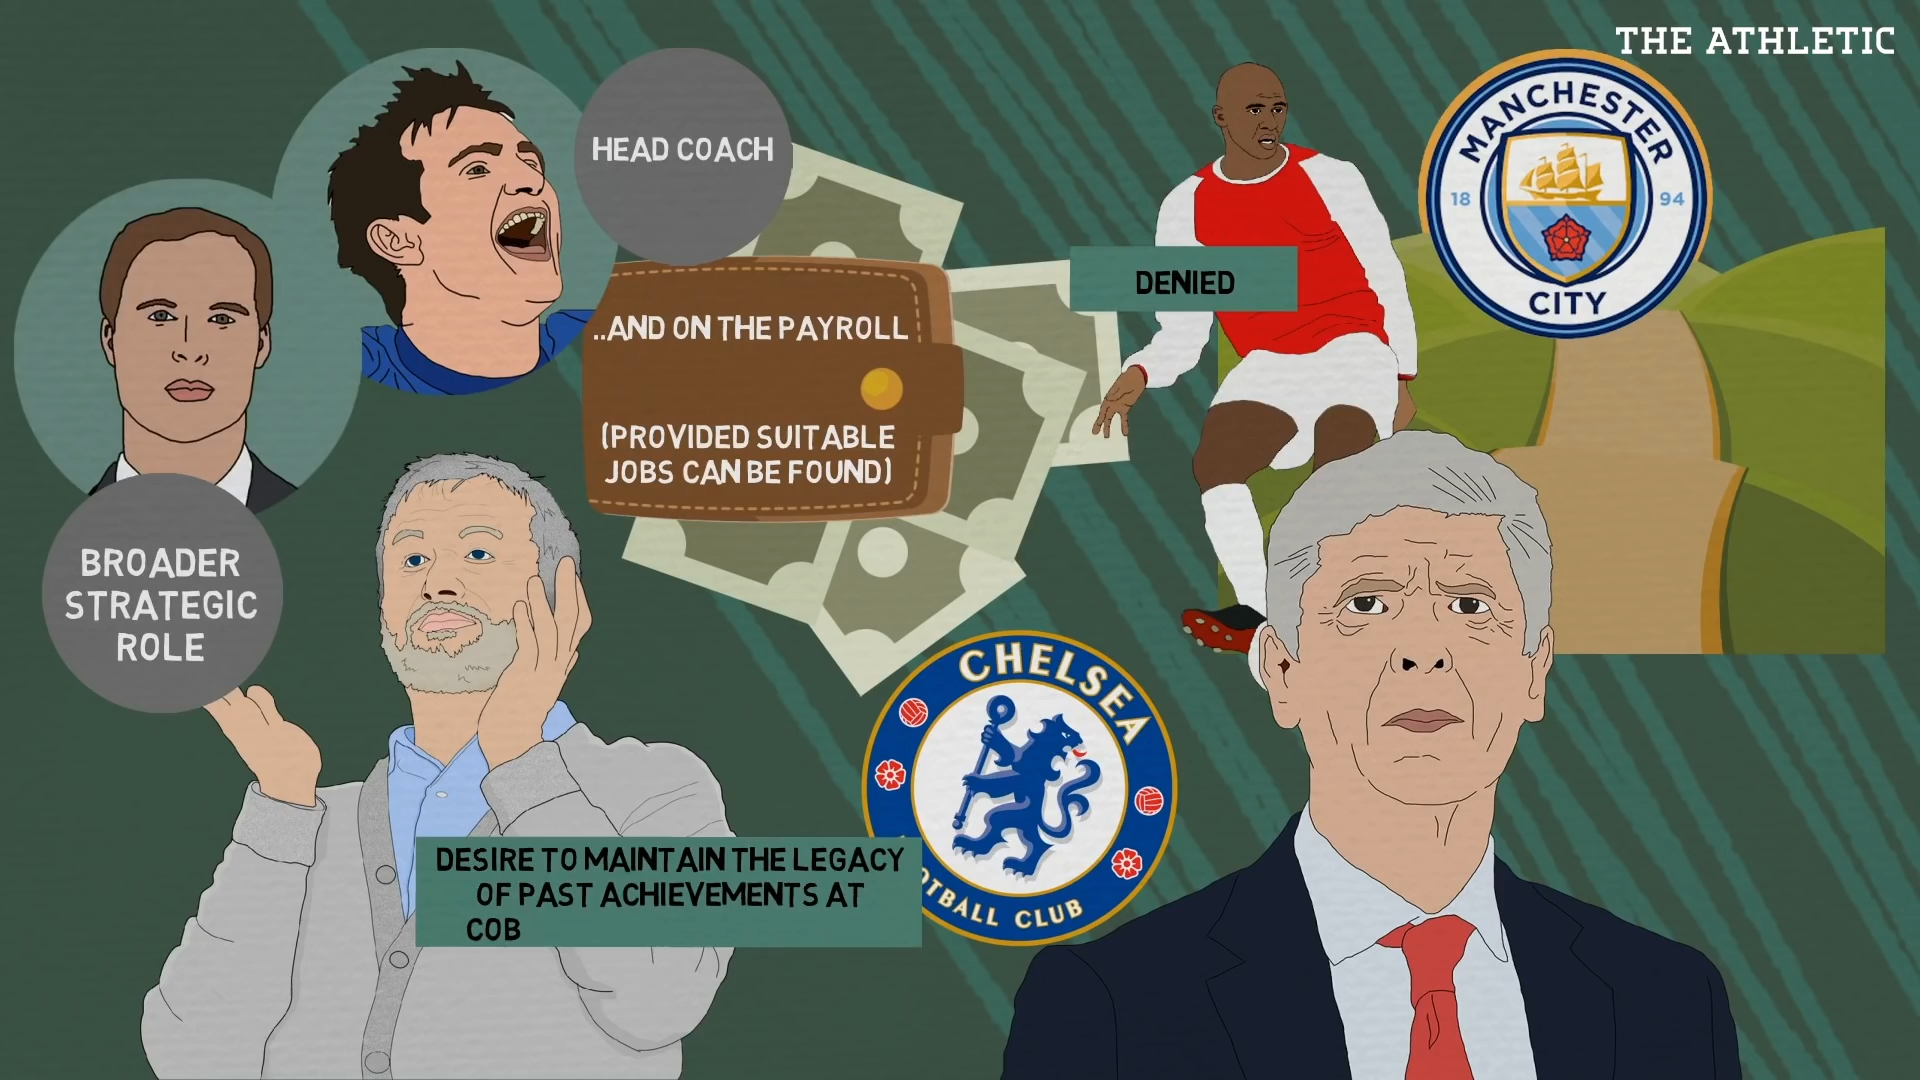 THE ATHLETIC
HEAD COACH
MANCHESTER
18 94
CITY
DENIED
..AND ON THE PAYROLL
(PROVIDED SUITABLE
JOBS CAN BE FOUND)
BROADER
STRATEGIC
ROLE
CHELSEA
DESIRE TO MAINTAIN THE LEGACY
OF PAST ACHIEVEMENTS AT
COB
CLUB